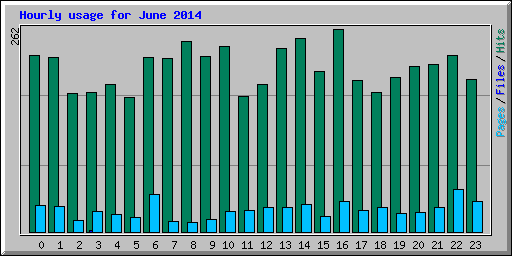 Hourly usage for June 2014
262
Pages/Files/Hits
0 1 2 3 4 5 6 7 8 9 10 11 12 13 14 15 16 17 18 19 20 21 22 23